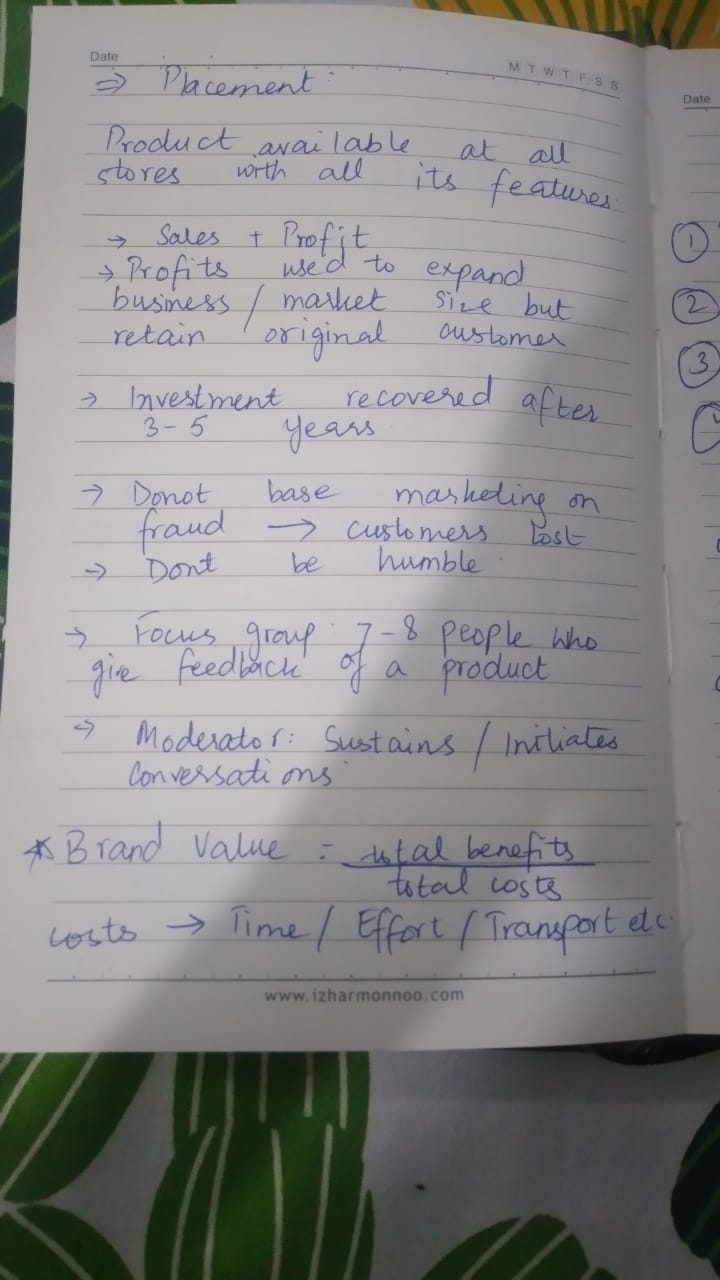 Date
M T W T F S S
⇒ Placement:
Product available at all
stores with all its features.
→ Sales + Profit
→ Profits used to expand
business / market size but
retain original customer
→ Investment recovered after
3-5 years
→ Donot base marketing on
fraud → customers lost
→ Dont be humble.
→ Focus group: 7-8 people who
give feedback of a product
→ Moderator: Sustains / Initiates
Conversations
* Brand Value = total benefits
total costs
costs → Time / Effort / Transport etc.
www.izharmonnoo.com
Date
1
2
3